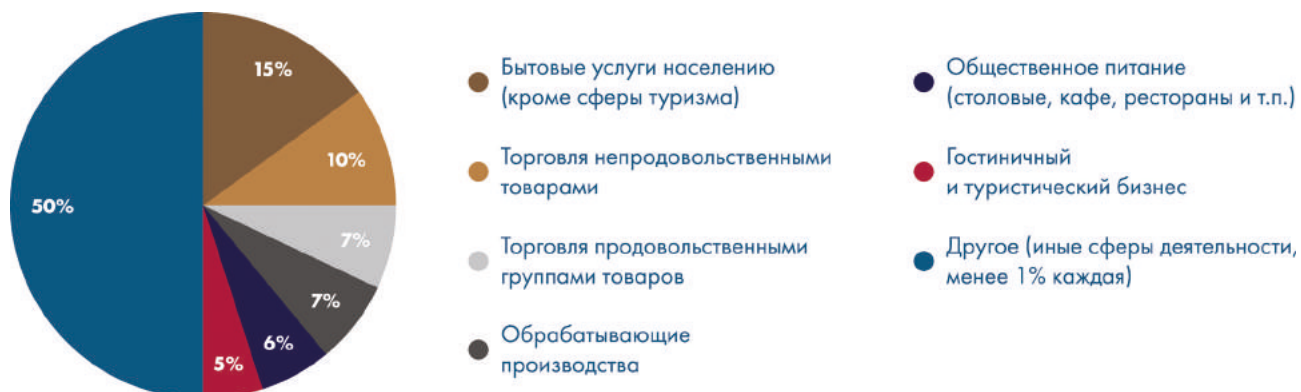 15%
10%
7%
7%
6%
5%
50%
Бытовые услуги населению
(кроме сферы туризма)
Торговля непродовольственными
товарами
Торговля продовольственными
группами товаров
Обрабатывающие
производства
Общественное питание
(столовые, кафе, рестораны и т.п.)
Гостиничный
и туристический бизнес
Другое (иные сферы деятельности,
менее 1% каждая)